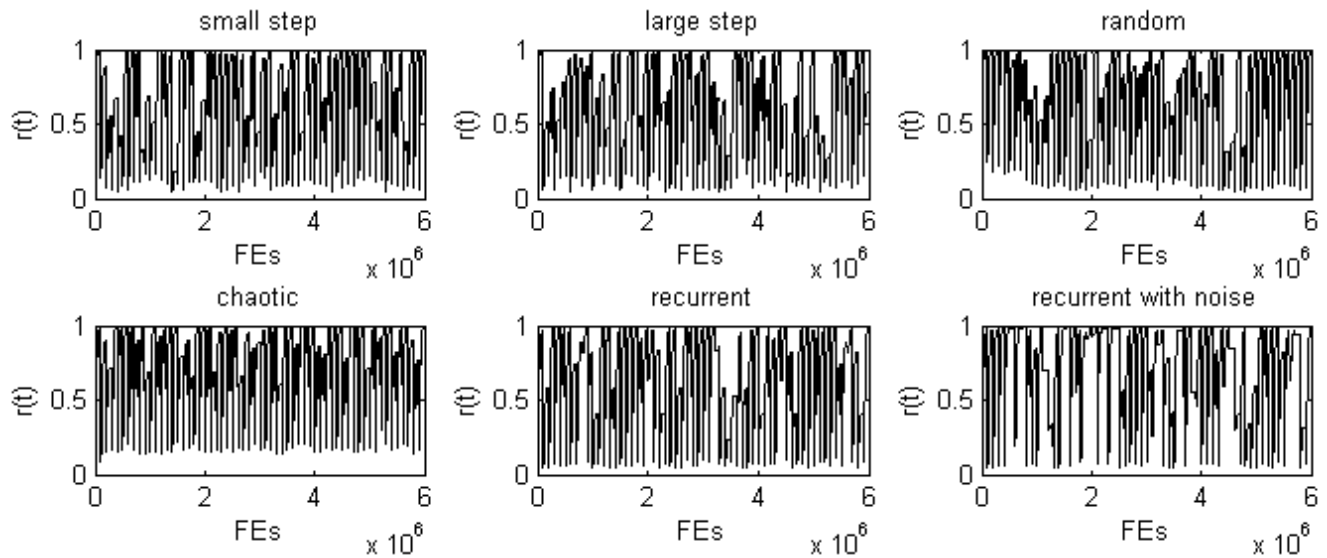 small step
large step
random
1
0.5
0
r(t)
0 2 4 6
FEs
x 10^6
1
0.5
0
r(t)
0 2 4 6
FEs
x 10^6
1
0.5
0
r(t)
0 2 4 6
FEs
x 10^6
chaotic
recurrent
recurrent with noise
1
0.5
0
r(t)
0 2 4 6
FEs
x 10^6
1
0.5
0
r(t)
0 2 4 6
FEs
x 10^6
1
0.5
0
r(t)
0 2 4 6
FEs
x 10^6